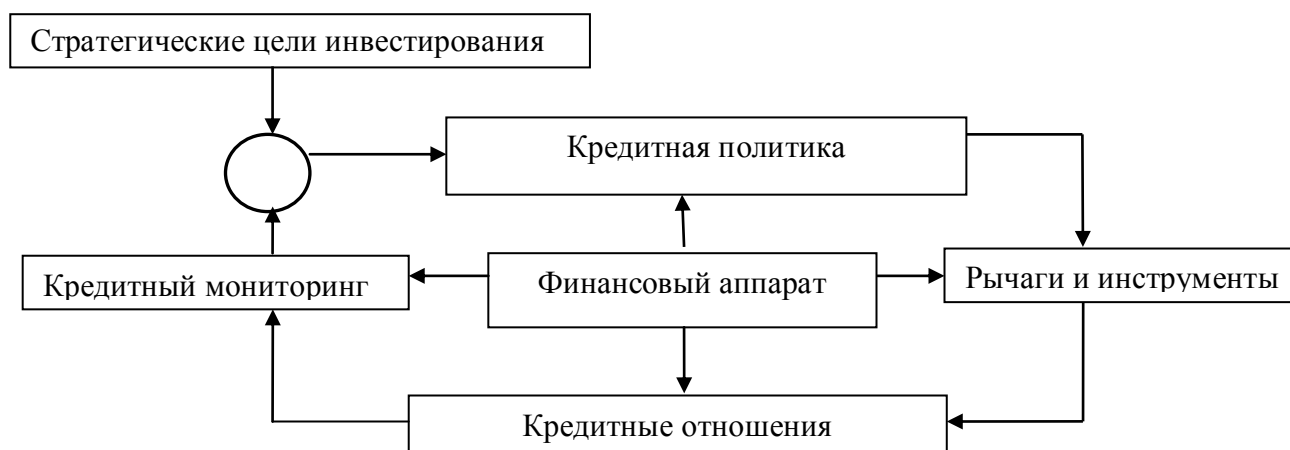 Стратегические цели инвестирования
Кредитная политика
Кредитный мониторинг
Финансовый аппарат
Рычаги и инструменты
Кредитные отношения